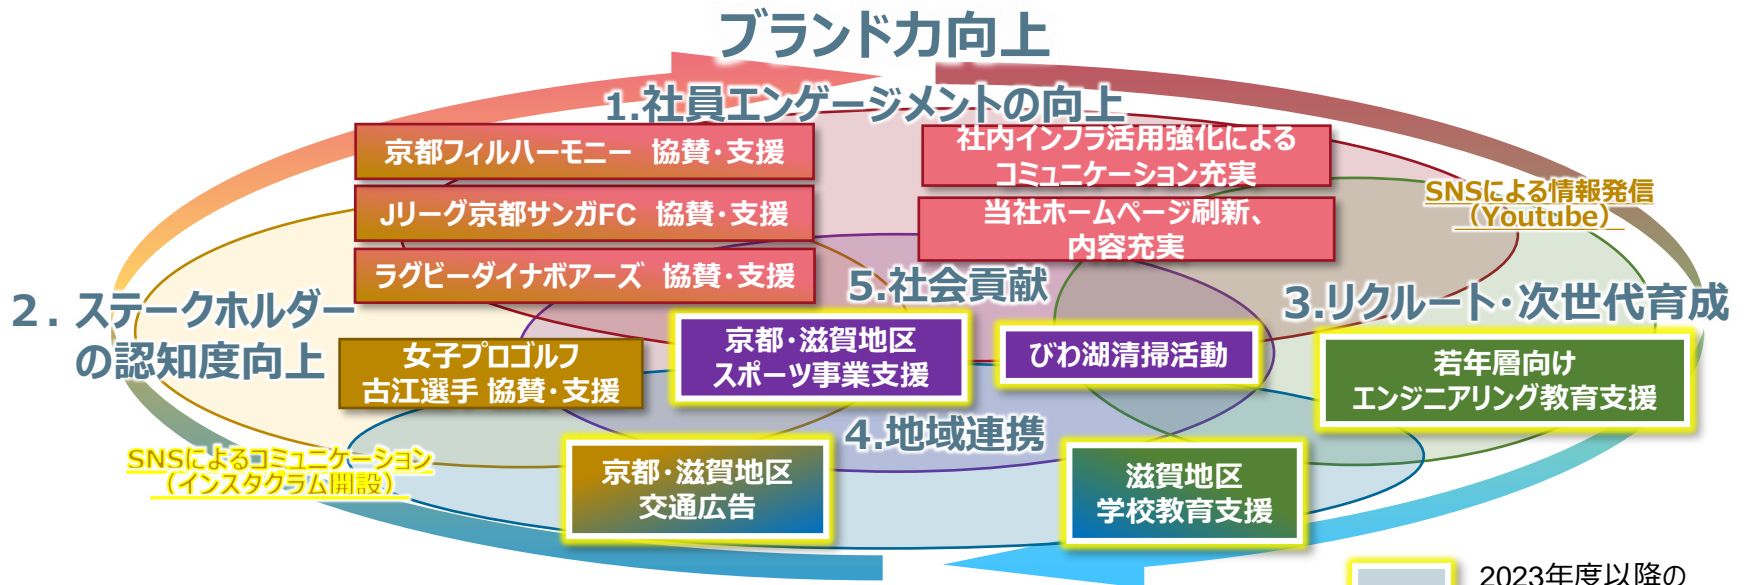 ブランド力向上
1.社員エンゲージメントの向上
京都フィルハーモニー 協賛・支援
社内インフラ活用強化による
コミュニケーション充実
Jリーグ京都サンガFC 協賛・支援
当社ホームページ刷新、
内容充実
SNSによる情報発信
（Youtube）
ラグビーダイナボアーズ 協賛・支援
5.社会貢献
2. ステークホルダー
の認知度向上
3.リクルート・次世代育成
女子プロゴルフ
古江選手 協賛・支援
京都・滋賀地区
スポーツ事業支援
びわ湖清掃活動
若年層向け
エンジニアリング教育支援
4.地域連携
SNSによるコミュニケーション
（インスタグラム開設）
京都・滋賀地区
交通広告
滋賀地区
学校教育支援
2023年度以降の